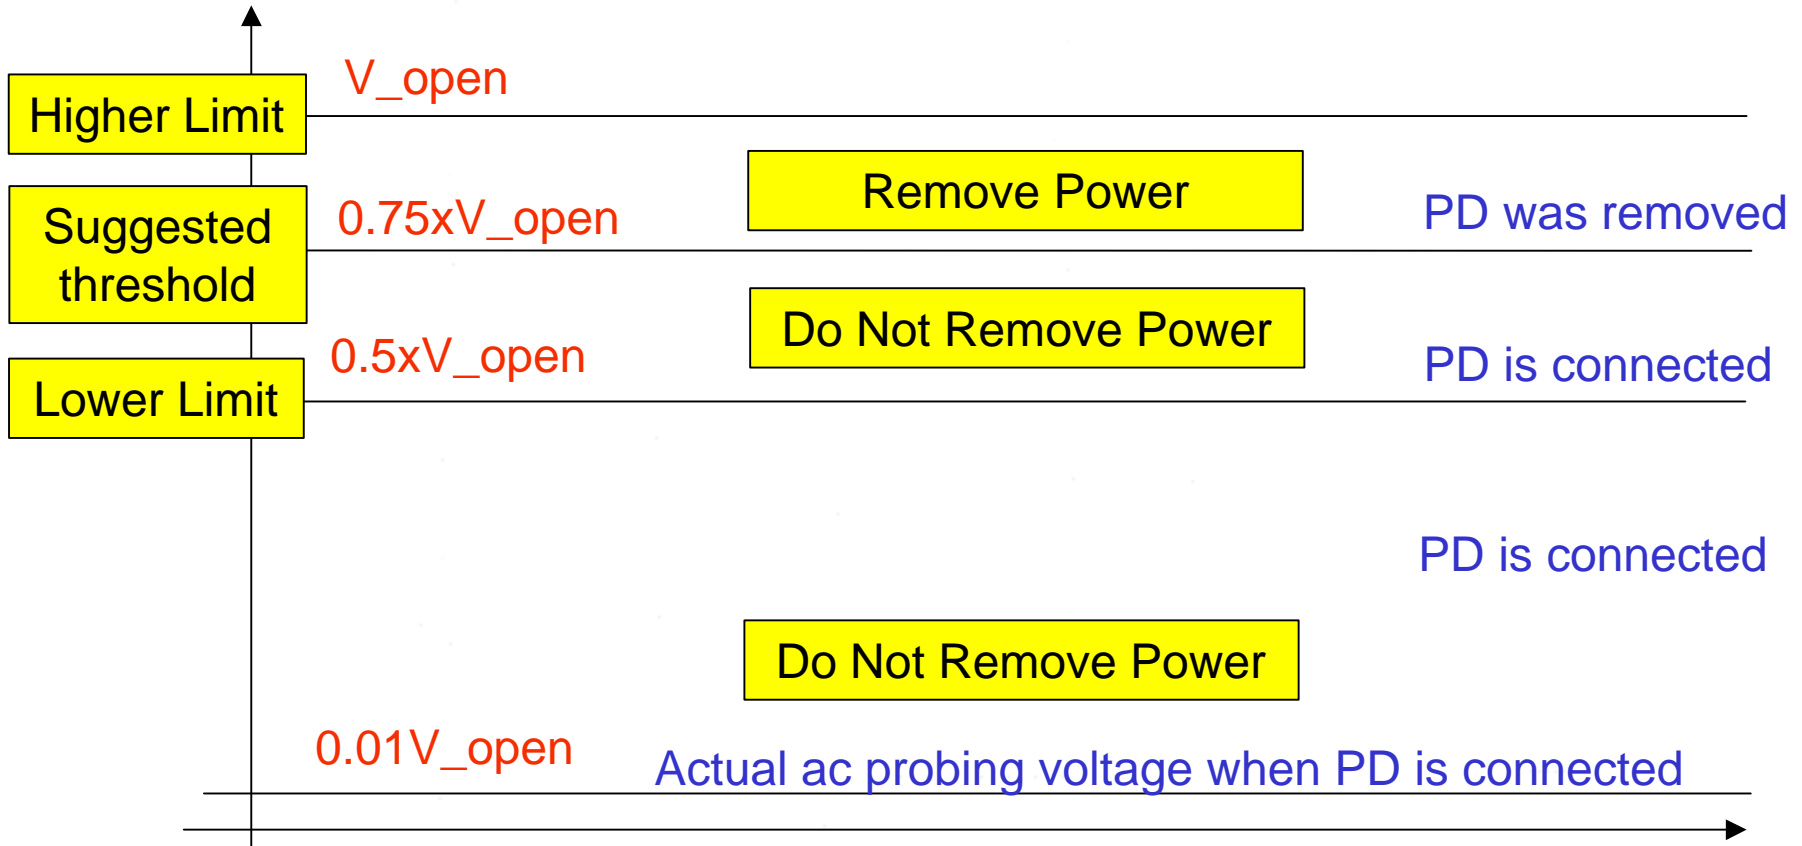 V_open
Higher Limit
Remove Power
0.75xV_open
PD was removed
Suggested
threshold
Do Not Remove Power
0.5xV_open
PD is connected
Lower Limit
PD is connected
Do Not Remove Power
0.01V_open
Actual ac probing voltage when PD is connected